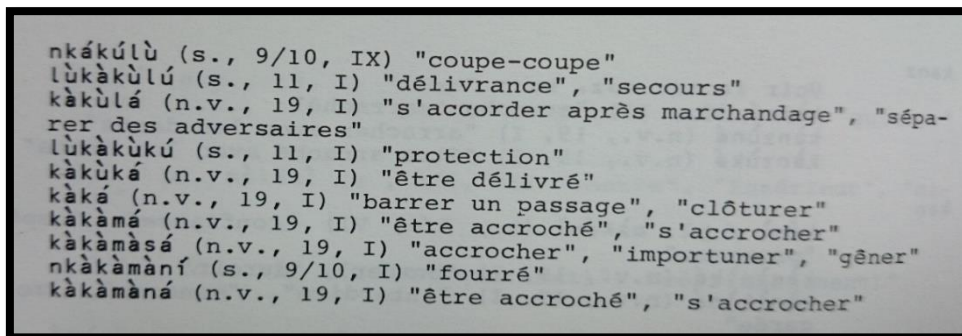 nkákúlù (s., 9/10, IX) "coupe-coupe"
lùkàkùlú (s., 11, I) "délivrance", "secours"
kàkùlá (n.v., 19, I) "s'accorder après marchandage", "sépa-
rer des adversaires"
lùkàkùkú (s., 11, I) "protection"
kàkùká (n.v., 19, I) "être délivré"
kàká (n.v., 19, I) "barrer un passage", "clôturer"
kàkàmá (n.v., 19, I) "être accroché", "s'accrocher"
kàkàmàsá (n.v., 19, I) "accrocher", "importuner", "gêner"
nkàkàmàní (s., 9/10, I) "fourré"
kàkàmàná (n.v., 19, I) "être accroché", "s'accrocher"